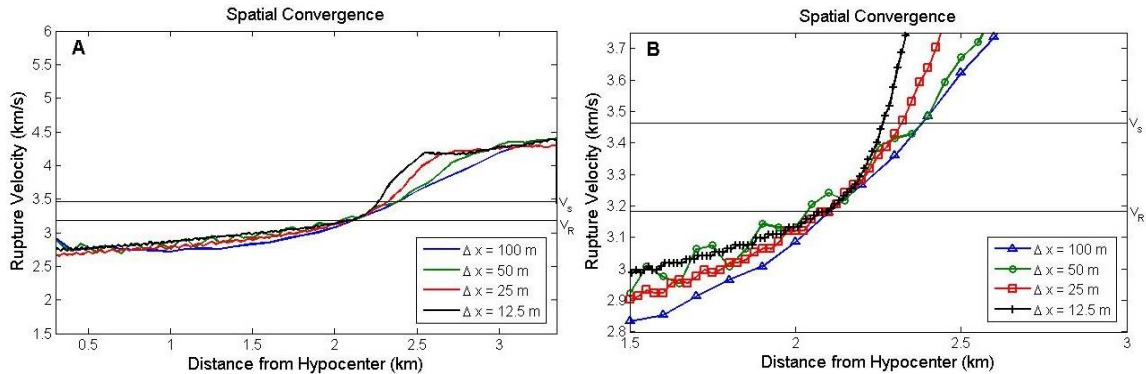 Spatial Convergence
A
Rupture Velocity (km/s)
6
5.5
5
4.5
4
3.5
3
2.5
2
1.5
V_s
V_R
Δ x = 100 m
Δ x = 50 m
Δ x = 25 m
Δ x = 12.5 m
0.5 1 1.5 2 2.5 3
Distance from Hypocenter (km)
Spatial Convergence
B
Rupture Velocity (km/s)
3.7
3.6
3.5
3.4
3.3
3.2
3.1
3
2.9
2.8
V_s
V_R
Δ x = 100 m
Δ x = 50 m
Δ x = 25 m
Δ x = 12.5 m
1.5 2 2.5 3
Distance from Hypocenter (km)